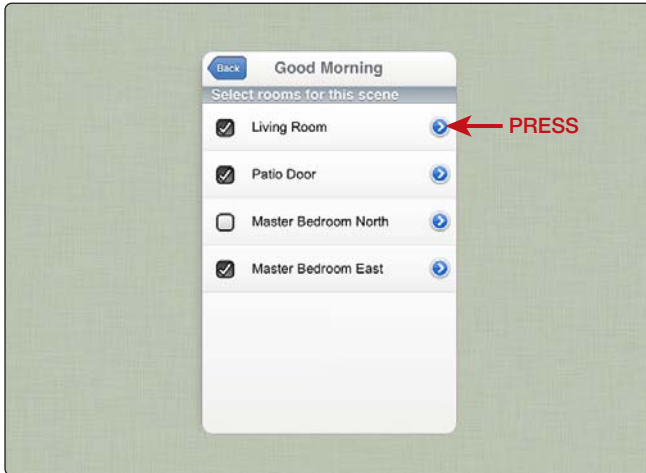 Back
Good Morning
Select rooms for this scene
Living Room
PRESS
Patio Door
Master Bedroom North
Master Bedroom East